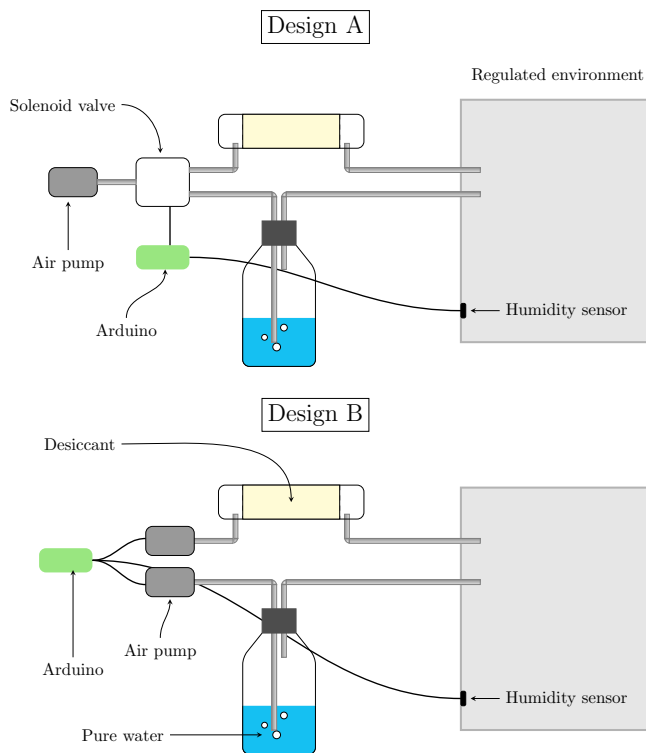 Design A
Regulated environment
Solenoid valve
Air pump
Arduino
Humidity sensor
Design B
Desiccant
Air pump
Arduino
Humidity sensor
Pure water